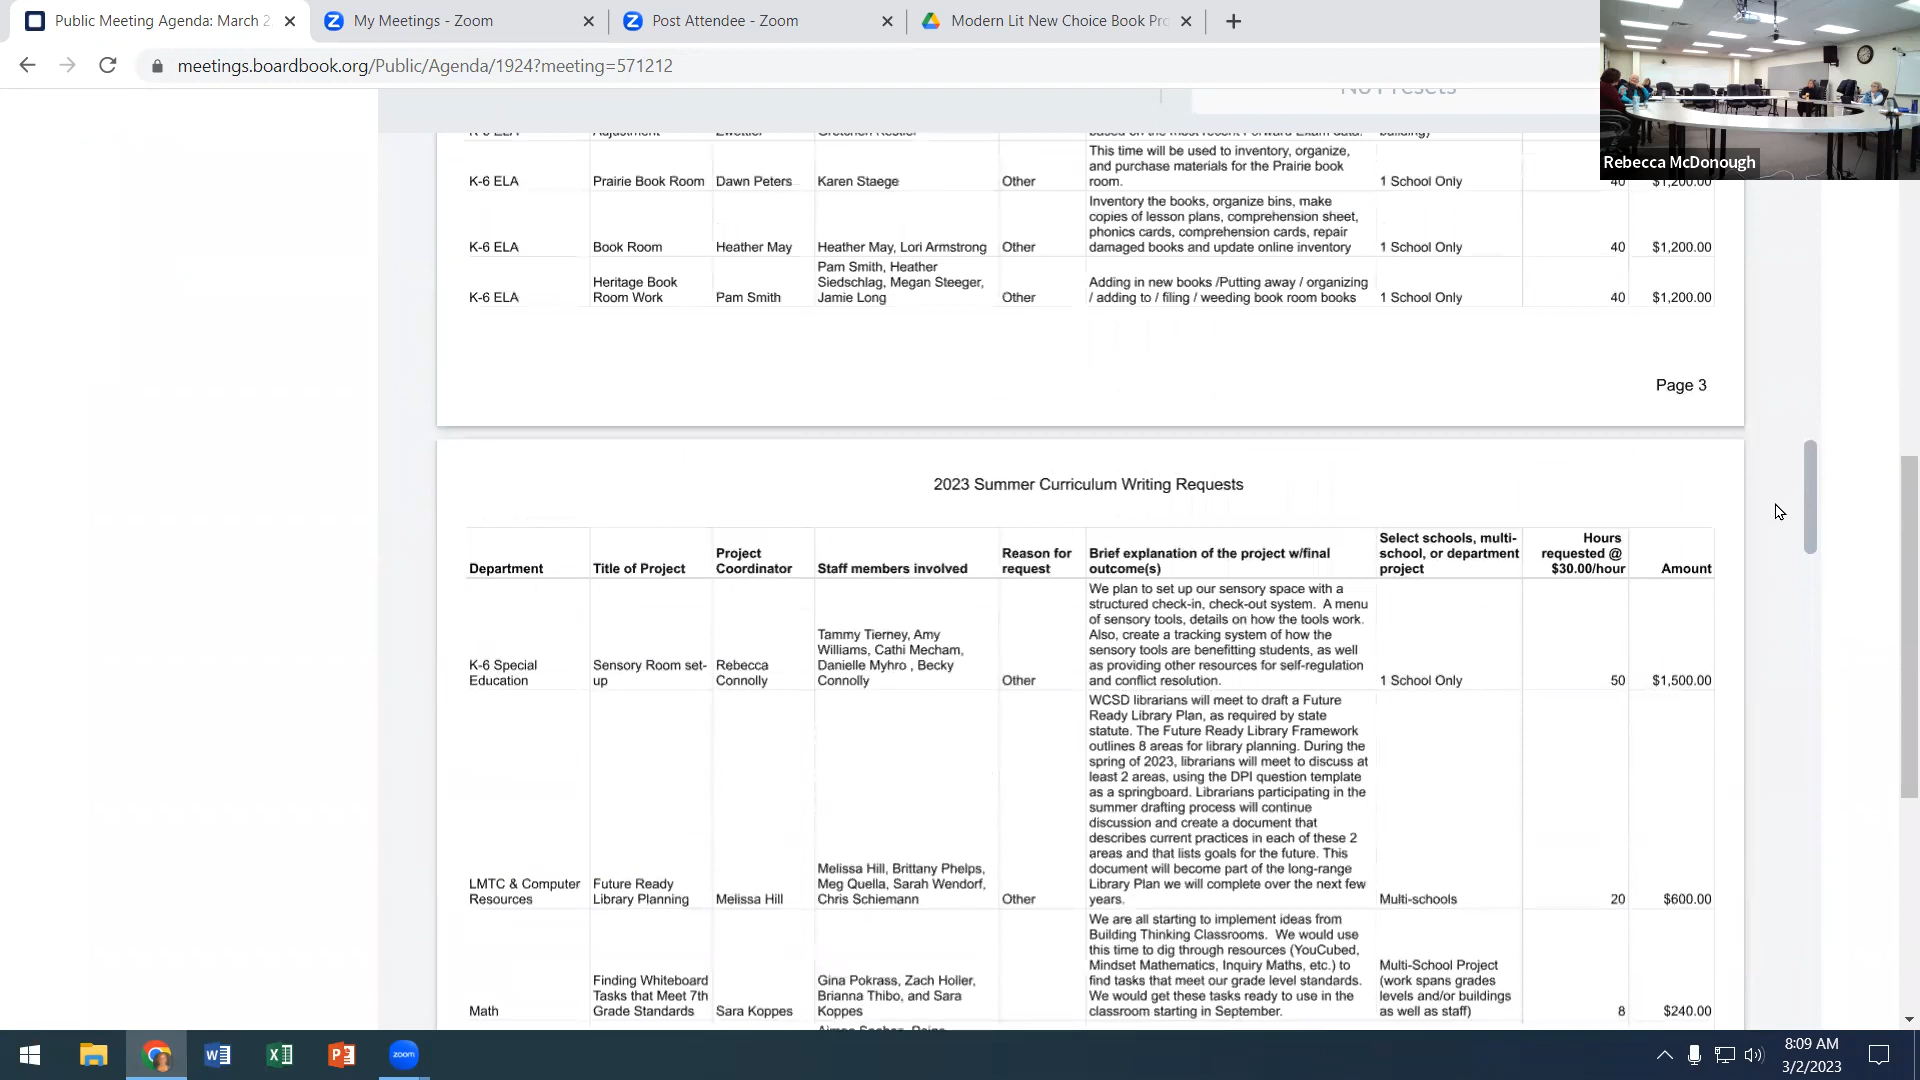 Public Meeting Agenda: March 2
My Meetings - Zoom
Post Attendee - Zoom
Modern Lit New Choice Book Pro
meetings.boardbook.org/Public/Agenda/1924?meeting=571212
No Presets
Rebecca McDonough
K-6 ELA Adjustment Zwettler Gretchen Kestler based on the most recent Forward Exam data. building)
This time will be used to inventory, organize,
and purchase materials for the Prairie book
K-6 ELA Prairie Book Room Dawn Peters Karen Staege Other room. 1 School Only 40 $1,200.00
Inventory the books, organize bins, make
copies of lesson plans, comprehension sheet,
phonics cards, comprehension cards, repair
K-6 ELA Book Room Heather May Heather May, Lori Armstrong Other damaged books and update online inventory 1 School Only 40 $1,200.00
Pam Smith, Heather
Heritage Book Siedschlag, Megan Steeger, Adding in new books /Putting away / organizing
K-6 ELA Room Work Pam Smith Jamie Long Other / adding to / filing / weeding book room books 1 School Only 40 $1,200.00
Page 3
2023 Summer Curriculum Writing Requests
Select schools, multi- Hours
Project Reason for Brief explanation of the project w/final school, or department requested @
Department Title of Project Coordinator Staff members involved request outcome(s) project $30.00/hour Amount
We plan to set up our sensory space with a
structured check-in, check-out system. A menu
of sensory tools, details on how the tools work.
Tammy Tierney, Amy Also, create a tracking system of how the
Williams, Cathi Mecham, sensory tools are benefitting students, as well
K-6 Special Sensory Room set- Rebecca Danielle Myhro , Becky as providing other resources for self-regulation
Education up Connolly Connolly Other and conflict resolution. 1 School Only 50 $1,500.00
WCSD librarians will meet to draft a Future
Ready Library Plan, as required by state
statute. The Future Ready Library Framework
outlines 8 areas for library planning. During the
spring of 2023, librarians will meet to discuss at
least 2 areas, using the DPI question template
as a springboard. Librarians participating in the
summer drafting process will continue
discussion and create a document that
describes current practices in each of these 2
areas and that lists goals for the future. This
Melissa Hill, Brittany Phelps, document will become part of the long-range
LMTC & Computer Future Ready Meg Quella, Sarah Wendorf, Library Plan we will complete over the next few
Resources Library Planning Melissa Hill Chris Schiemann Other years. Multi-schools 20 $600.00
We are all starting to implement ideas from
Building Thinking Classrooms. We would use
this time to dig through resources (YouCubed,
Mindset Mathematics, Inquiry Maths, etc.) to Multi-School Project
Finding Whiteboard Gina Pokrass, Zach Holler, find tasks that meet our grade level standards. (work spans grades
Tasks that Meet 7th Brianna Thibo, and Sara We would get these tasks ready to use in the levels and/or buildings
Math Grade Standards Sara Koppes Koppes classroom starting in September. as well as staff) 8 $240.00
zoom
8:09 AM
3/2/2023